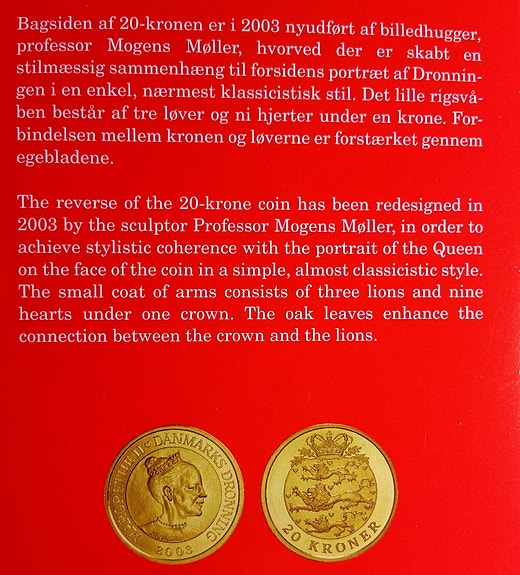 Bagsiden af 20-kronen er i 2003 nyudført af billedhugger,
professor Mogens Møller, hvorved der er skabt en
stilmæssig sammenhæng til forsidens portræt af Dronnin-
gen i en enkel, nærmest klassicistisk stil. Det lille rigsvå-
ben består af tre løver og ni hjerter under en krone. For-
bindelsen mellem kronen og løverne er forstærket gennem
egebladene.
The reverse of the 20-krone coin has been redesigned in
2003 by the sculptor Professor Mogens Møller, in order to
achieve stylistic coherence with the portrait of the Queen
on the face of the coin in a simple, almost classicistic style.
The small coat of arms consists of three lions and nine
hearts under one crown. The oak leaves enhance the
connection between the crown and the lions.
MARGRETHE II DANMARKS DRONNING
2003
20 KRONER